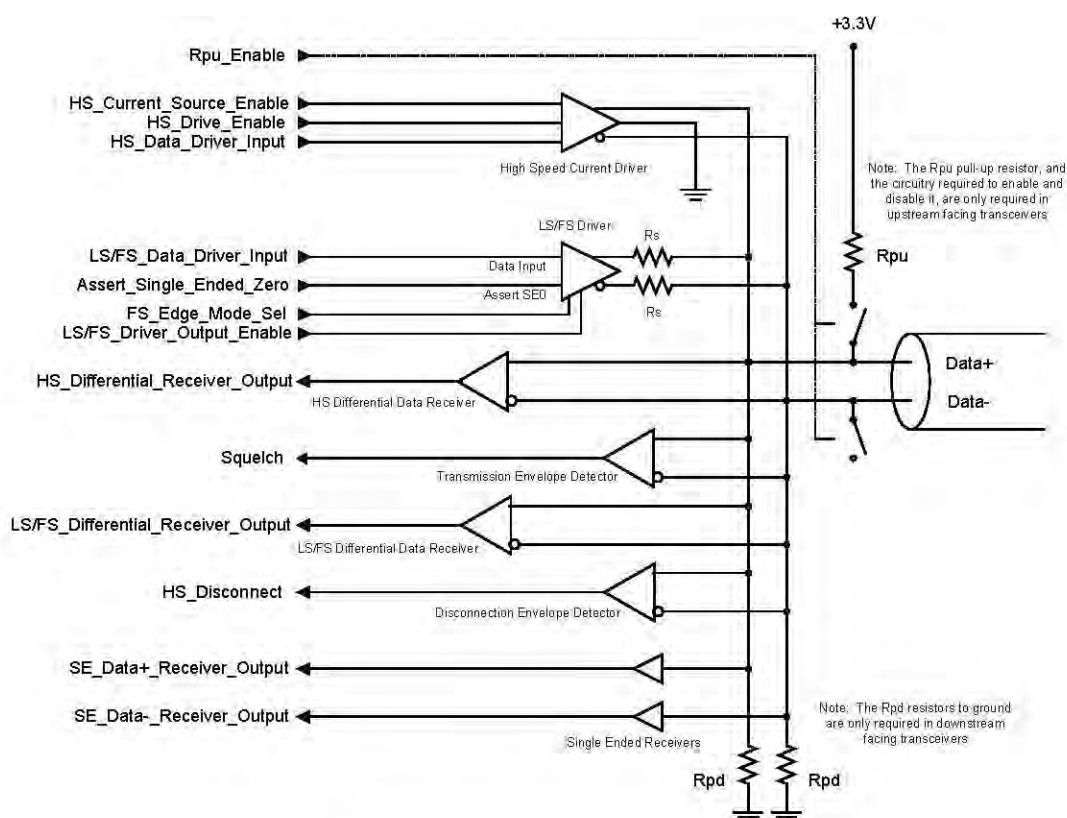 +3.3V
Rpu_Enable
HS_Current_Source_Enable
HS_Drive_Enable
HS_Data_Driver_Input
High Speed Current Driver
Note: The Rpu pull-up resistor, and
the circuitry required to enable and
disable it, are only required in
upstream facing transceivers
LS/FS Driver
Rs
Rpu
LS/FS_Data_Driver_Input
Data Input
Assert_Single_Ended_Zero
Assert SE0
Rs
FS_Edge_Mode_Sel
LS/FS_Driver_Output_Enable
Data+
HS_Differential_Receiver_Output
HS Differential Data Receiver
Data-
Squelch
Transmission Envelope Detector
LS/FS_Differential_Receiver_Output
LS/FS Differential Data Receiver
HS_Disconnect
Disconnection Envelope Detector
SE_Data+_Receiver_Output
SE_Data-_Receiver_Output
Single Ended Receivers
Note: The Rpd resistors to ground
are only required in downstream
facing transceivers
Rpd
Rpd